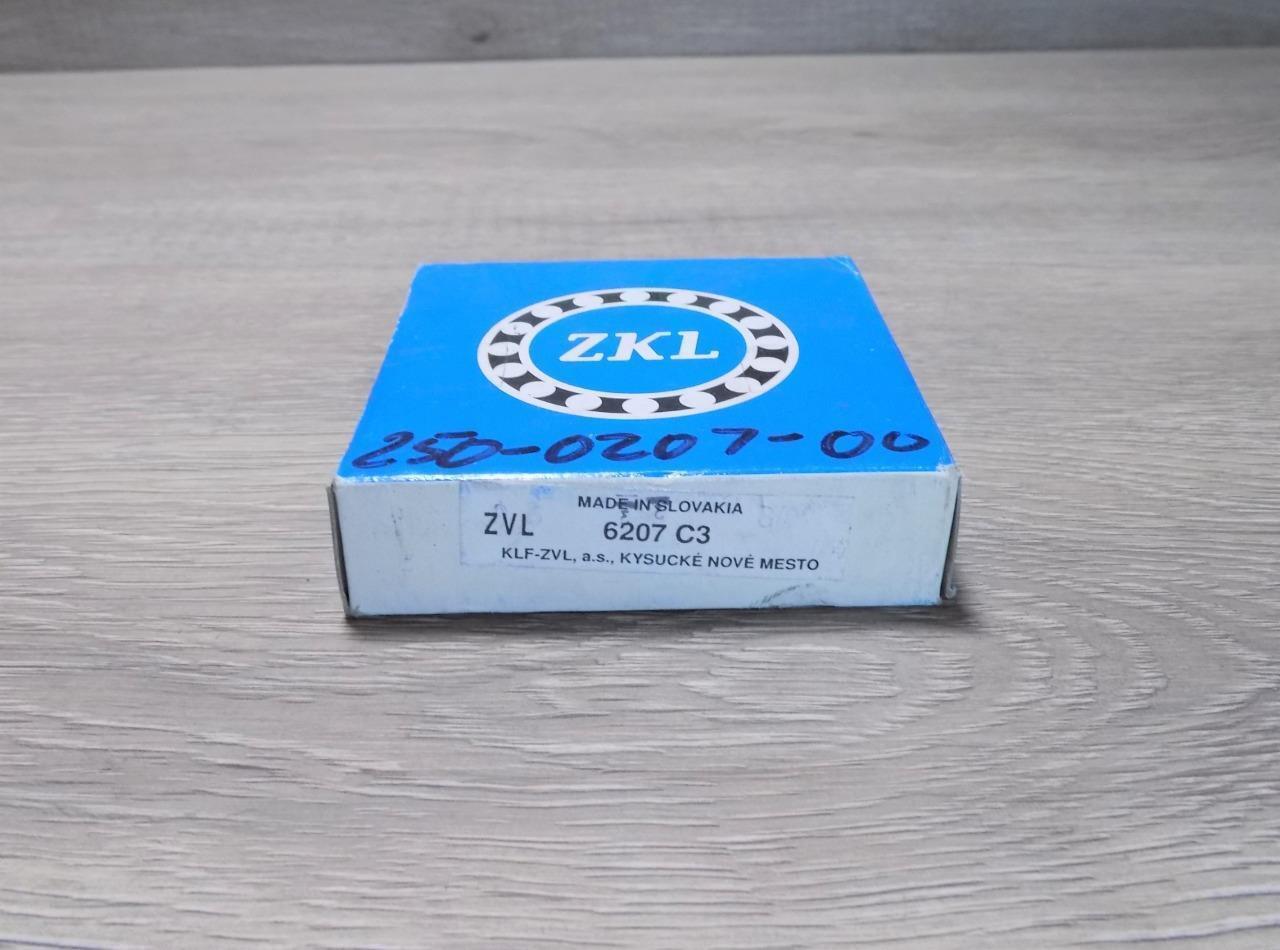 ZKL
250-0207-00
MADE IN SLOVAKIA
ZVL 6207 C3
KLF-ZVL, a.s., KYSUCKÉ NOVÉ MESTO